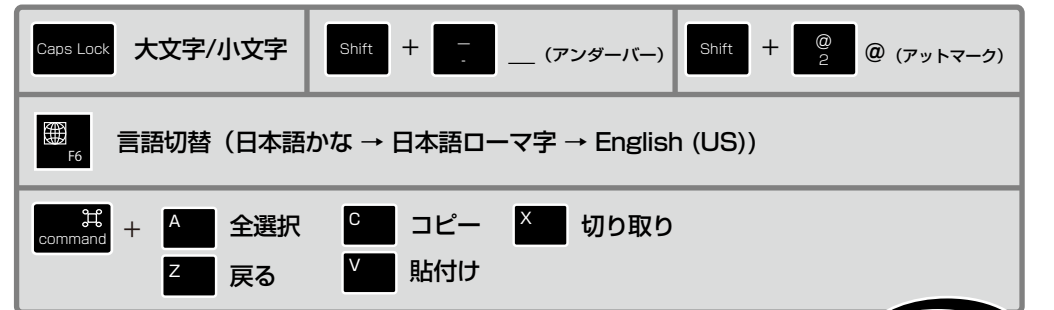 Caps Lock 大文字/小文字
Shift + _ - __ (アンダーバー)
Shift + @ 2 @ (アットマーク)
F6 言語切替（日本語かな → 日本語ローマ字 → English (US)）
⌘ command + A 全選択 C コピー X 切り取り
Z 戻る V 貼付け